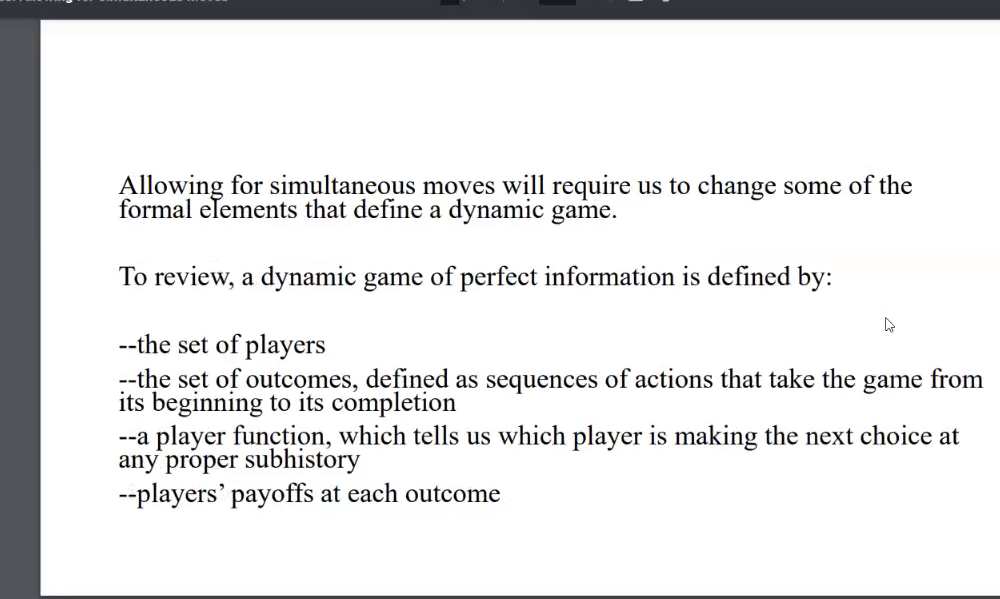 Allowing for simultaneous moves will require us to change some of the
formal elements that define a dynamic game.
To review, a dynamic game of perfect information is defined by:
--the set of players
--the set of outcomes, defined as sequences of actions that take the game from
its beginning to its completion
--a player function, which tells us which player is making the next choice at
any proper subhistory
--players’ payoffs at each outcome